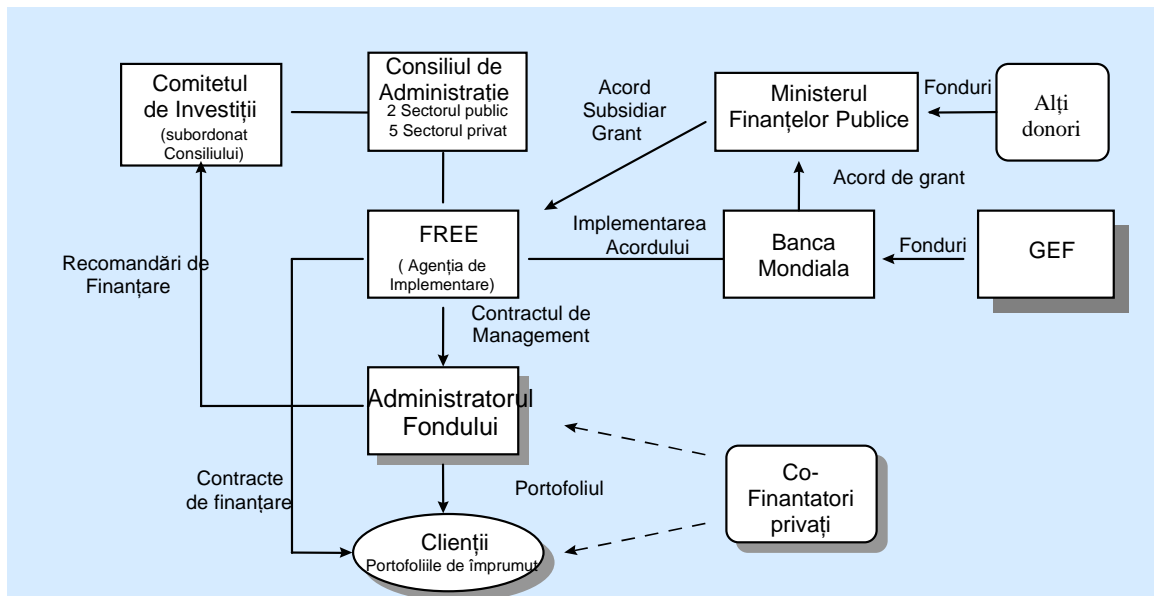 Comitetul
de Investiții
(subordonat
Consiliului)
Consiliul de
Administrație
2 Sectorul public
5 Sectorul privat
Acord
Subsidiar
Grant
Ministerul
Finanțelor Publice
Fonduri
Alți
donori
Acord de grant
FREE
( Agenția de
Implementare)
Implementarea
Acordului
Banca
Mondiala
Fonduri
GEF
Recomandări de
Finanțare
Contractul de
Management
Administratorul
Fondului
Contracte
de finanțare
Portofoliul
Co-
Finantatori
privați
Clienții
Portofoliile de împrumut